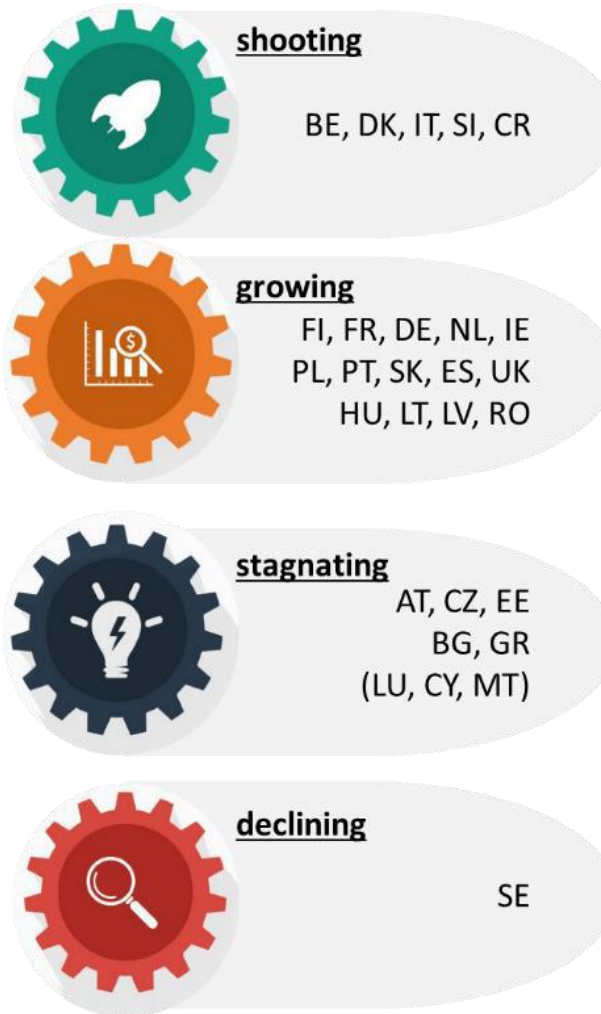 shooting
BE, DK, IT, SI, CR
$
growing
FI, FR, DE, NL, IE
PL, PT, SK, ES, UK
HU, LT, LV, RO
stagnating
AT, CZ, EE
BG, GR
(LU, CY, MT)
declining
SE